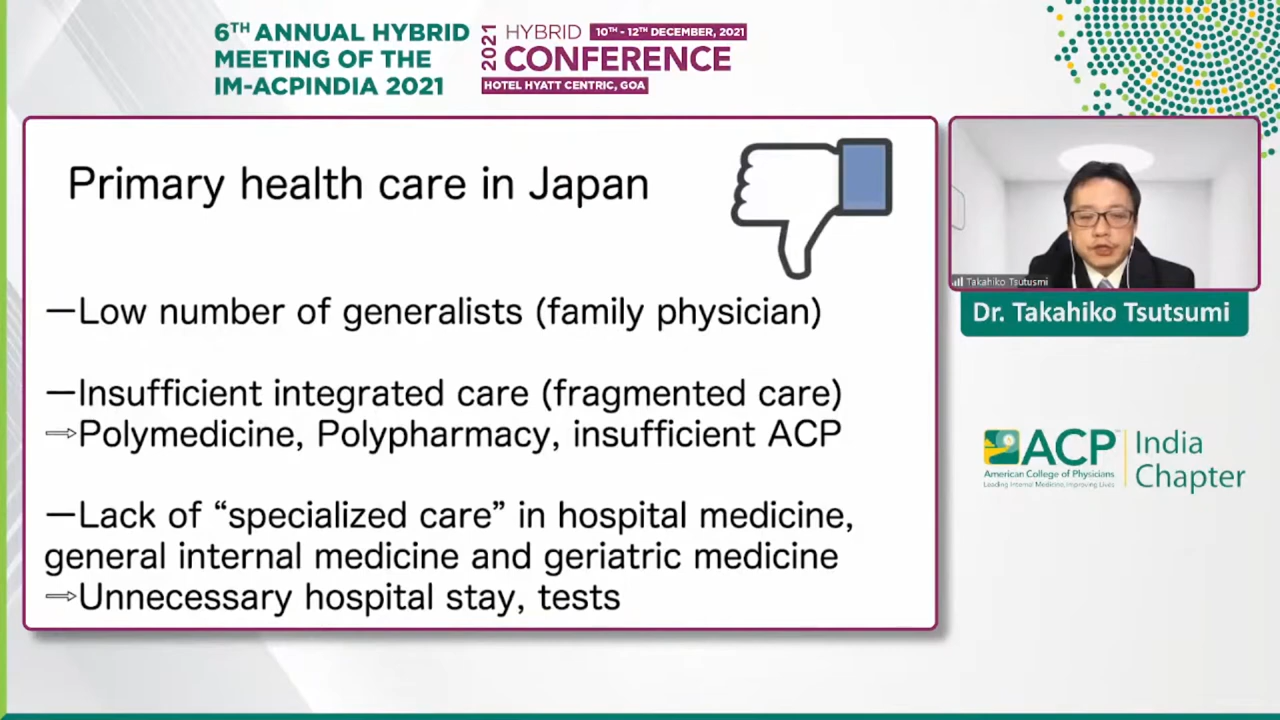 6TH ANNUAL HYBRID
MEETING OF THE
IM-ACPINDIA 2021
2021
HYBRID 10TH - 12TH DECEMBER, 2021
CONFERENCE
HOTEL HYATT CENTRIC, GOA
Primary health care in Japan
—Low number of generalists (family physician)
—Insufficient integrated care (fragmented care)
⇒Polymedicine, Polypharmacy, insufficient ACP
—Lack of “specialized care” in hospital medicine,
general internal medicine and geriatric medicine
⇒Unnecessary hospital stay, tests
Takahiko Tsutusmi
Dr. Takahiko Tsutsumi
ACP
American College of Physicians
Leading Internal Medicine, Improving Lives
India
Chapter